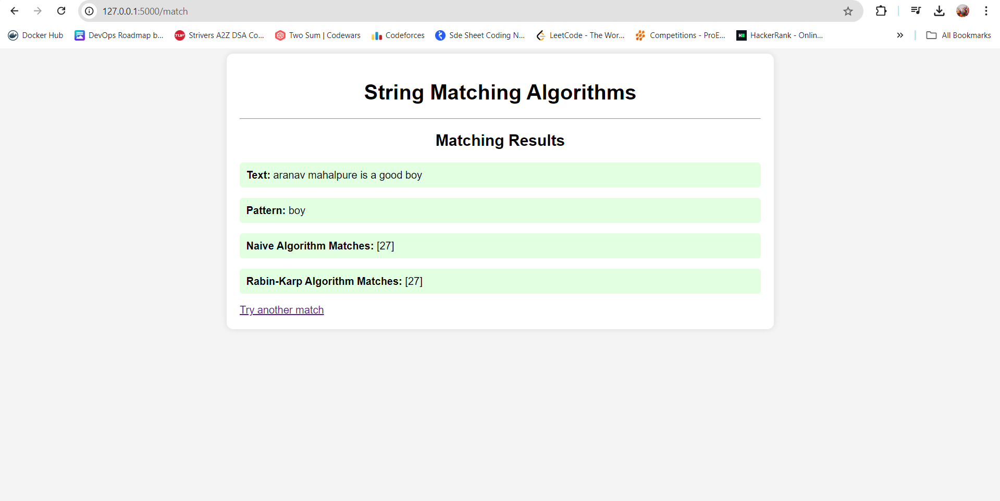 127.0.0.1:5000/match
Docker Hub DevOps Roadmap b... TUF Strivers A2Z DSA Co... Two Sum | Codewars Codeforces Sde Sheet Coding N... LeetCode - The Wor... Competitions - ProE... H HackerRank - Onlin... » All Bookmarks
String Matching Algorithms
Matching Results
Text: aranav mahalpure is a good boy
Pattern: boy
Naive Algorithm Matches: [27]
Rabin-Karp Algorithm Matches: [27]
Try another match